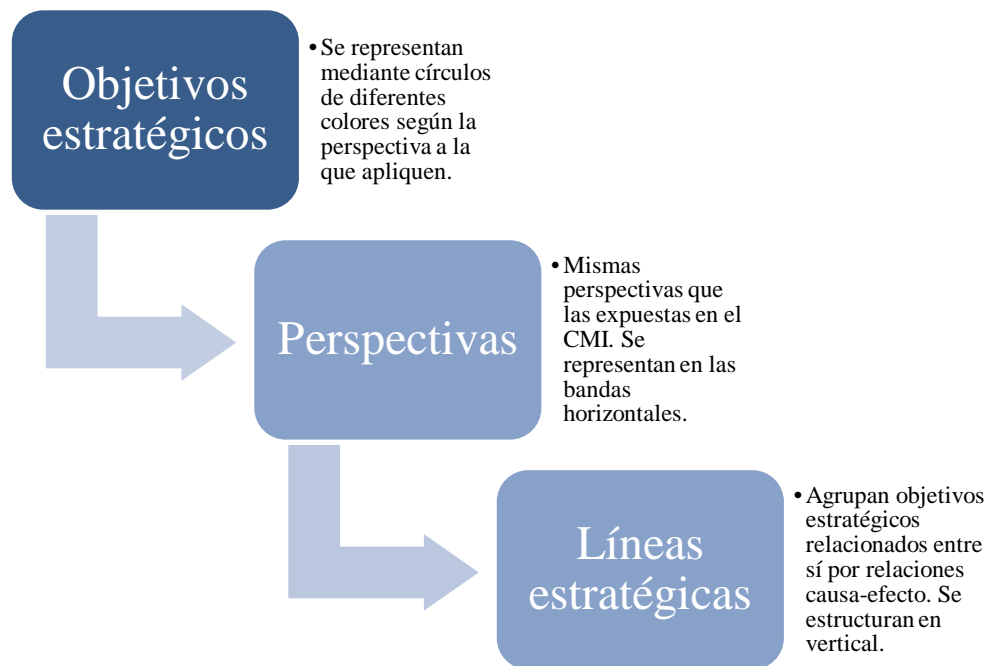 Objetivos
estratégicos
•Se representan
mediante círculos
de diferentes
colores según la
perspectiva a la
que apliquen.
Perspectivas
•Mismas
perspectivas que
las expuestas en el
CMI. Se
representan en las
bandas
horizontales.
Líneas
estratégicas
•Agrupan objetivos
estratégicos
relacionados entre
sí por relaciones
causa-efecto. Se
estructuran en
vertical.